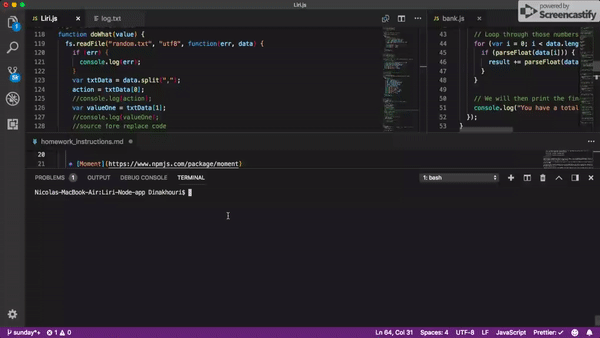 Liri.js
powered by
Screencastify
Liri.js
log.txt
bank.js
118 function doWhat(value) {
119 fs.readFile("random.txt", "utf8", function(err, data) {
120 if (err) {
121 console.log(err);
122 }
123 var txtData = data.split(",");
124 action = txtData[0];
125 //console.log(action);
126 var valueOne = txtData[1];
127 //console.log(valueOne);
128 //source fore replace code
43 // Loop through those numbers
44 for (var i = 0; i < data.leng
45 if (parseFloat(data[i])) {
46 result += parseFloat(data
47 }
48 }
49
50 // We will then print the fin
51 console.log("You have a total
52 });
53 }
homework_instructions.md
20
21 * [Moment](https://www.npmjs.com/package/moment)
PROBLEMS 1 OUTPUT DEBUG CONSOLE TERMINAL 1: bash
Nicolas-MacBook-Air:Liri-Node-app Dinakhouri$
sunday*+ 1 0 Ln 64, Col 31 Spaces: 4 UTF-8 LF JavaScript Prettier: ✓